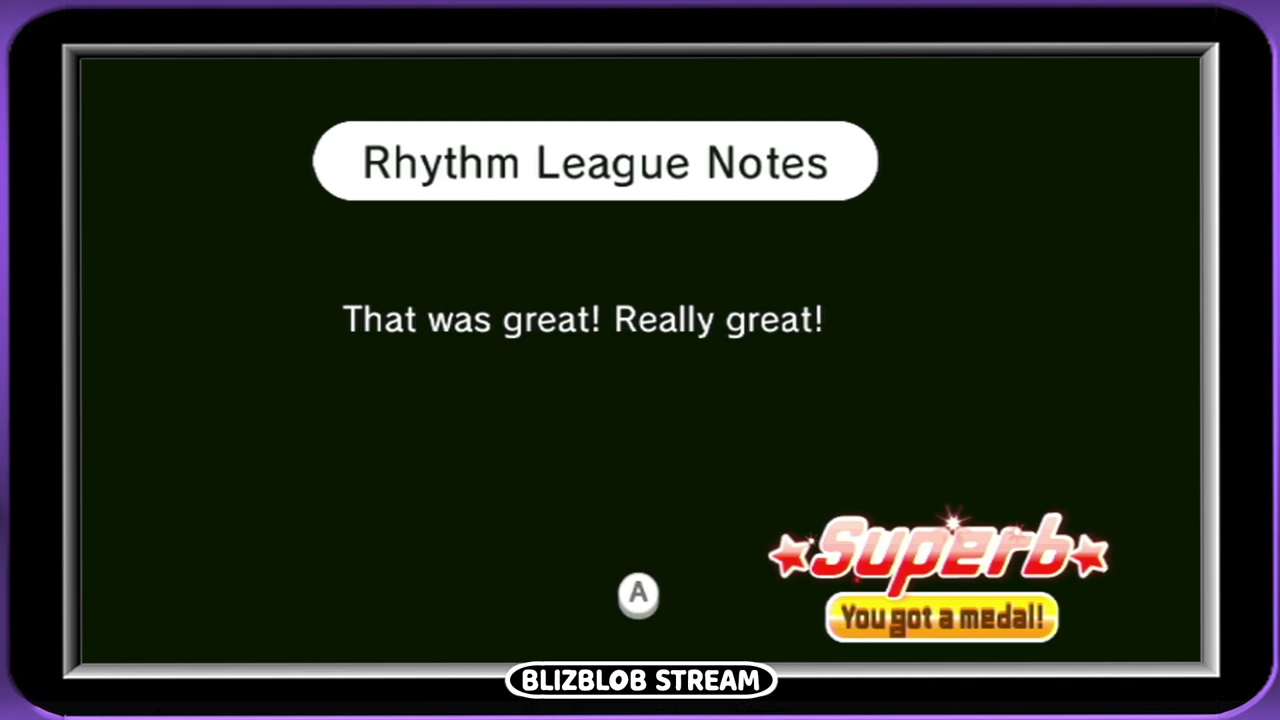 Rhythm League Notes
That was great! Really great!
Superb
You got a medal!
A
BLIZBLOB STREAM